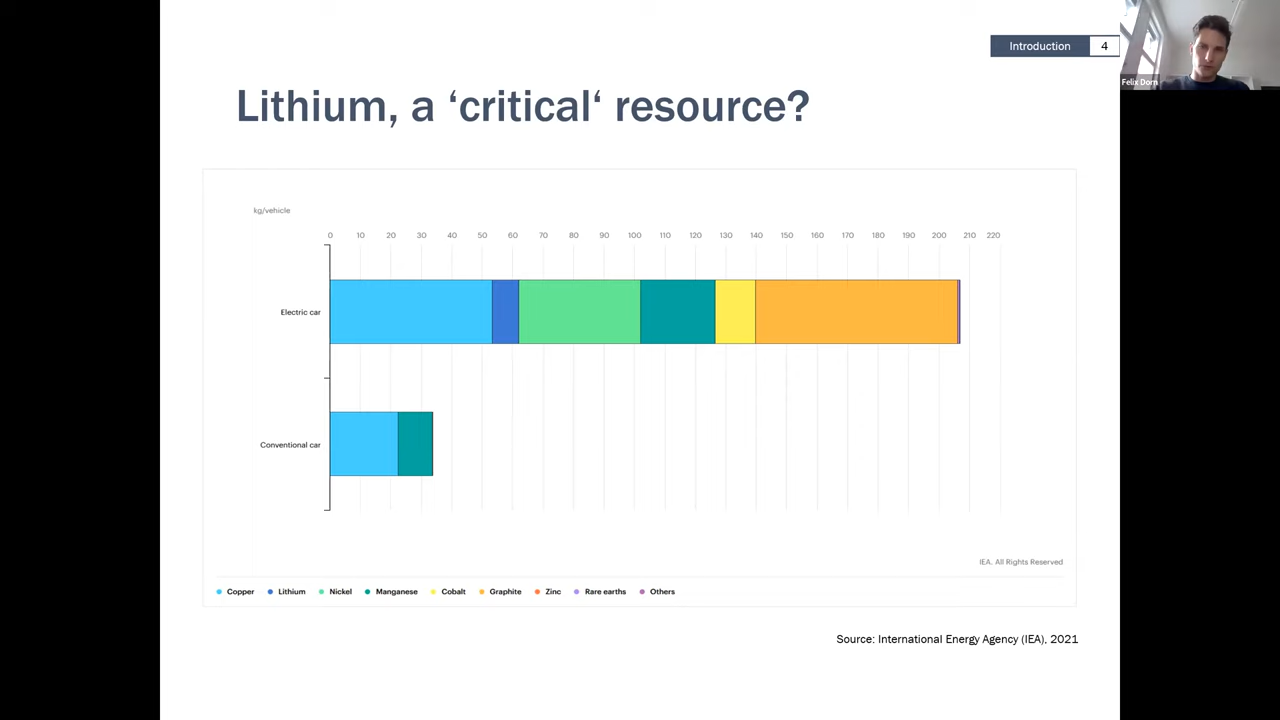 Introduction 4
Felix Dorn
Lithium, a ‘critical‘ resource?
kg/vehicle
0 10 20 30 40 50 60 70 80 90 100 110 120 130 140 150 160 170 180 190 200 210 220
Electric car
Conventional car
IEA. All Rights Reserved
Copper Lithium Nickel Manganese Cobalt Graphite Zinc Rare earths Others
Source: International Energy Agency (IEA), 2021